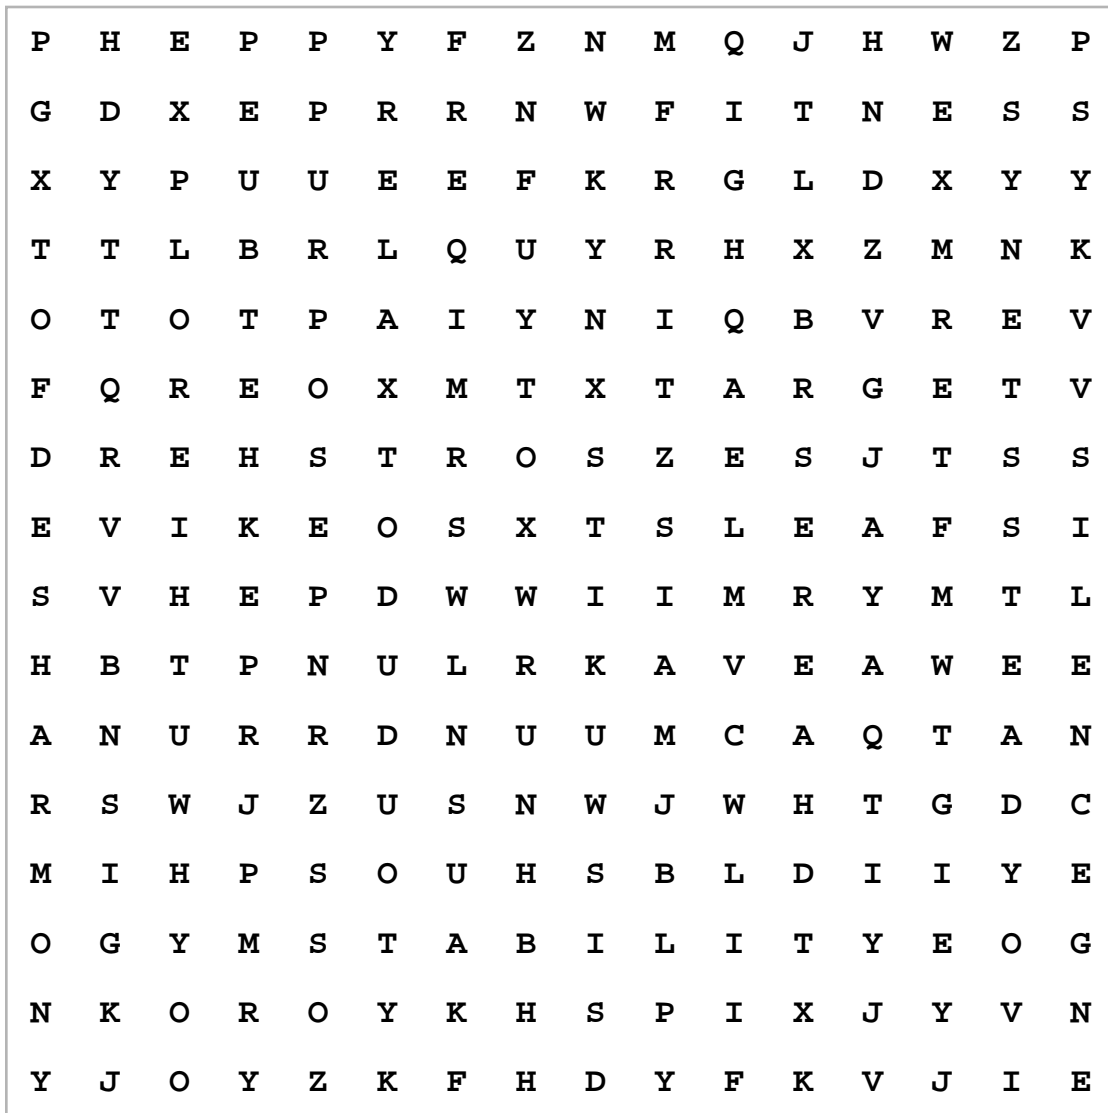 P H E P P Y F Z N M Q J H W Z P
G D X E P R R N W F I T N E S S
X Y P U U E E F K R G L D X Y Y
T T L B R L Q U Y R H X Z M N K
O T O T P A I Y N I Q B V R E V
F Q R E O X M T X T A R G E T V
D R E H S T R O S Z E S J T S S
E V I K E O S X T S L E A F S I
S V H E P D W W I I M R Y M T L
H B T P N U L R K A V E A W E E
A N U R R D N U U M C A Q T A N
R S W J Z U S N W J W H T G D C
M I H P S O U H S B L D I I Y E
O G Y M S T A B I L I T Y E O G
N K O R O Y K H S P I X J Y V N
Y J O Y Z K F H D Y F K V J I E